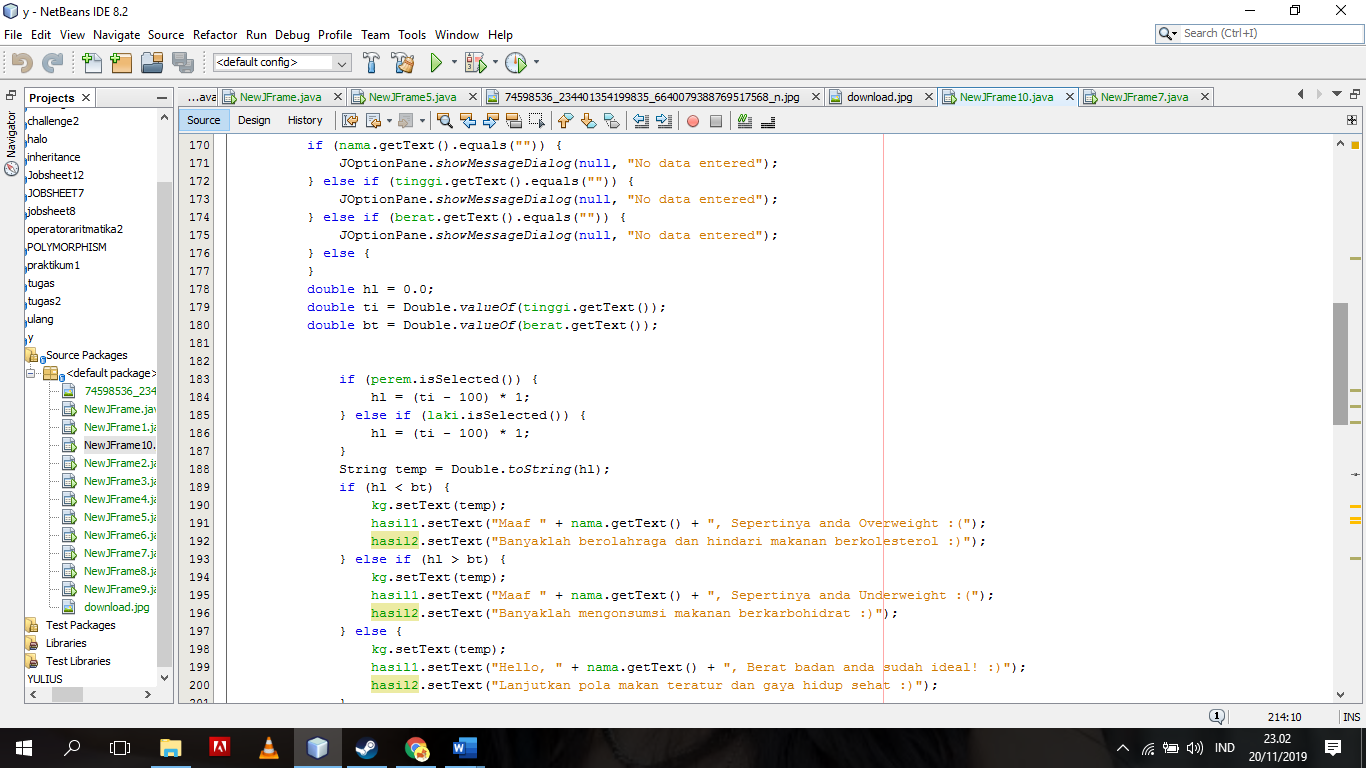 y - NetBeans IDE 8.2
File Edit View Navigate Source Refactor Run Debug Profile Team Tools Window Help
Search (Ctrl+I)
<default config>
Projects
Navigator
challenge2
halo
inheritance
Jobsheet12
JOBSHEET7
jobsheet8
operatoraritmatika2
POLYMORPHISM
praktikum1
tugas
tugas2
ulang
y
Source Packages
<default package>
74598536_234
NewJFrame.jav
NewJFrame1.ja
NewJFrame10.
NewJFrame2.ja
NewJFrame3.ja
NewJFrame4.ja
NewJFrame5.ja
NewJFrame6.ja
NewJFrame7.ja
NewJFrame8.ja
NewJFrame9.ja
download.jpg
Test Packages
Libraries
Test Libraries
YULIUS
...ava NewJFrame.java NewJFrame5.java 74598536_234401354199835_6640079388769517568_n.jpg download.jpg NewJFrame10.java NewJFrame7.java
Source Design History
170 if (nama.getText().equals("")) {
171 JOptionPane.showMessageDialog(null, "No data entered");
172 } else if (tinggi.getText().equals("")) {
173 JOptionPane.showMessageDialog(null, "No data entered");
174 } else if (berat.getText().equals("")) {
175 JOptionPane.showMessageDialog(null, "No data entered");
176 } else {
177 }
178 double hl = 0.0;
179 double ti = Double.valueOf(tinggi.getText());
180 double bt = Double.valueOf(berat.getText());
181
182
183 if (perem.isSelected()) {
184 hl = (ti - 100) * 1;
185 } else if (laki.isSelected()) {
186 hl = (ti - 100) * 1;
187 }
188 String temp = Double.toString(hl);
189 if (hl < bt) {
190 kg.setText(temp);
191 hasil1.setText("Maaf " + nama.getText() + ", Sepertinya anda Overweight :(");
192 hasil2.setText("Banyaklah berolahraga dan hindari makanan berkolesterol :)");
193 } else if (hl > bt) {
194 kg.setText(temp);
195 hasil1.setText("Maaf " + nama.getText() + ", Sepertinya anda Underweight :(");
196 hasil2.setText("Banyaklah mengonsumsi makanan berkarbohidrat :)");
197 } else {
198 kg.setText(temp);
199 hasil1.setText("Hello, " + nama.getText() + ", Berat badan anda sudah ideal! :)");
200 hasil2.setText("Lanjutkan pola makan teratur dan gaya hidup sehat :)");
1
214:10
INS
IND
23.02
20/11/2019